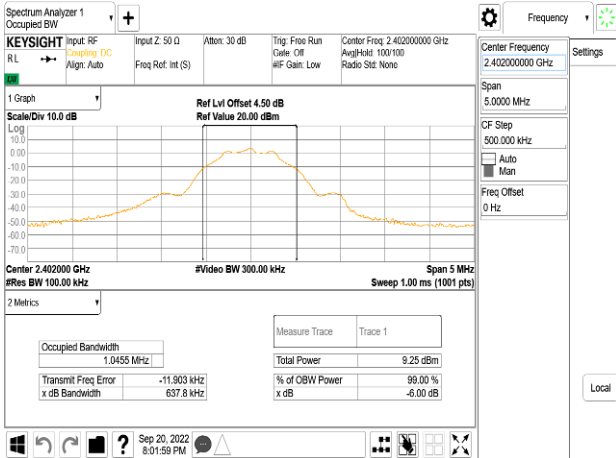 Spectrum Analyzer 1
Occupied BW
Frequency
KEYSIGHT
RL
Input: RF
Coupling: DC
Align: Auto
Input Z: 50 Ω
Freq Ref: Int (S)
Atten: 30 dB
Trig: Free Run
Gate: Off
#IF Gain: Low
Center Freq: 2.402000000 GHz
Avg|Hold: 100/100
Radio Std: None
Center Frequency
2.402000000 GHz
Settings
Span
5.0000 MHz
CF Step
500.000 kHz
Auto
Man
Freq Offset
0 Hz
Local
1 Graph
Scale/Div 10.0 dB
Ref Lvl Offset 4.50 dB
Ref Value 20.00 dBm
Log
10.0
0.00
-10.0
-20.0
-30.0
-40.0
-50.0
-60.0
-70.0
Center 2.402000 GHz
#Video BW 300.00 kHz
Span 5 MHz
#Res BW 100.00 kHz
Sweep 1.00 ms (1001 pts)
2 Metrics
Measure Trace
Trace 1
Occupied Bandwidth
1.0455 MHz
Total Power
9.25 dBm
Transmit Freq Error
-11.903 kHz
% of OBW Power
99.00 %
x dB Bandwidth
637.8 kHz
x dB
-6.00 dB
Sep 20, 2022
8:01:59 PM